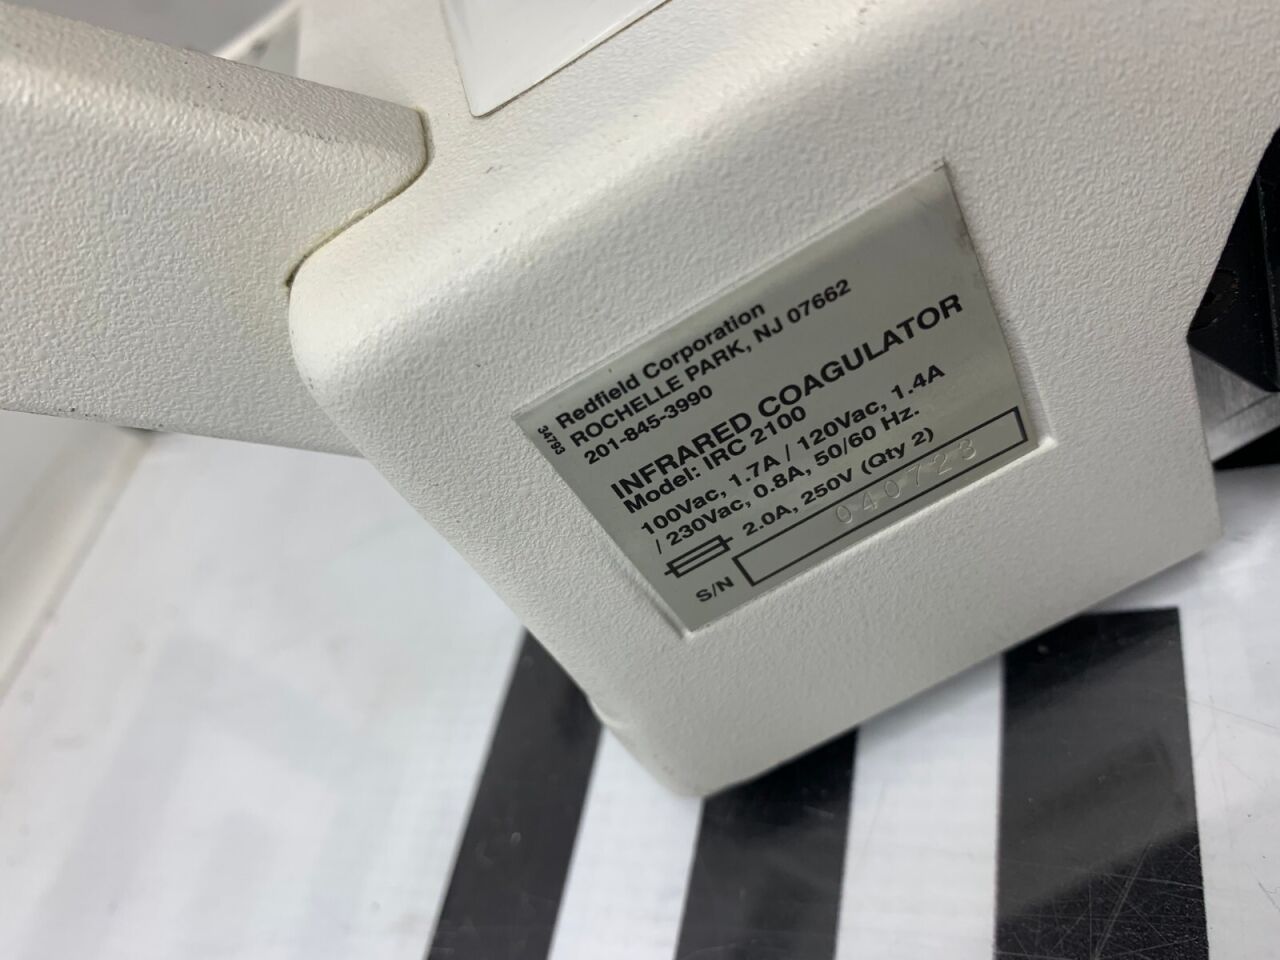 34793
Redfield Corporation
ROCHELLE PARK, NJ 07662
201-845-3990
INFRARED COAGULATOR
Model: IRC 2100
100Vac, 1.7A / 120Vac, 1.4A
/ 230Vac, 0.8A, 50/60 Hz.
2.0A, 250V (Qty 2)
S/N 040723